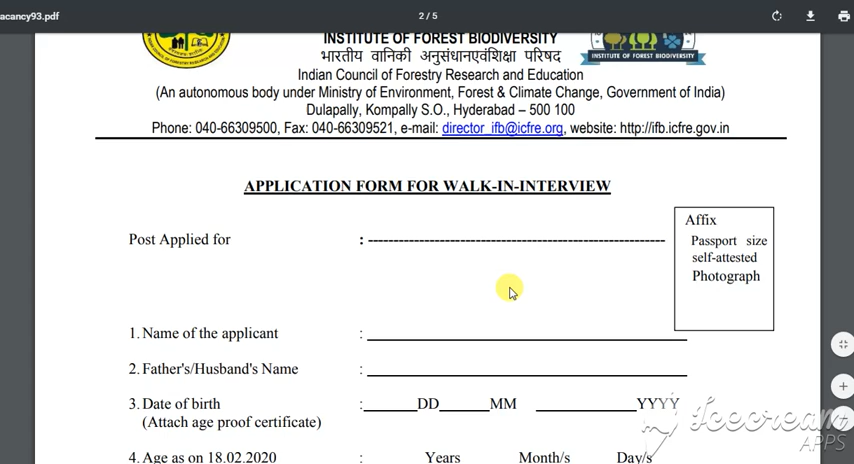 acancy93.pdf
2 / 5
INSTITUTE OF FOREST BIODIVERSITY
भारतीय वानिकी अनुसंधानएवंशिक्षा परिषद
INSTITUTE OF FOREST BIODIVERSITY
Indian Council of Forestry Research and Education
(An autonomous body under Ministry of Environment, Forest & Climate Change, Government of India)
Dulapally, Kompally S.O., Hyderabad – 500 100
Phone: 040-66309500, Fax: 040-66309521, e-mail: director_ifb@icfre.org, website: http://ifb.icfre.gov.in
APPLICATION FORM FOR WALK-IN-INTERVIEW
Affix
Passport size
self-attested
Photograph
Post Applied for :
1. Name of the applicant :
2. Father's/Husband's Name :
3. Date of birth : DD MM YYYY
(Attach age proof certificate)
4. Age as on 18.02.2020 : Years Month/s Day/s
Icecream
APPS